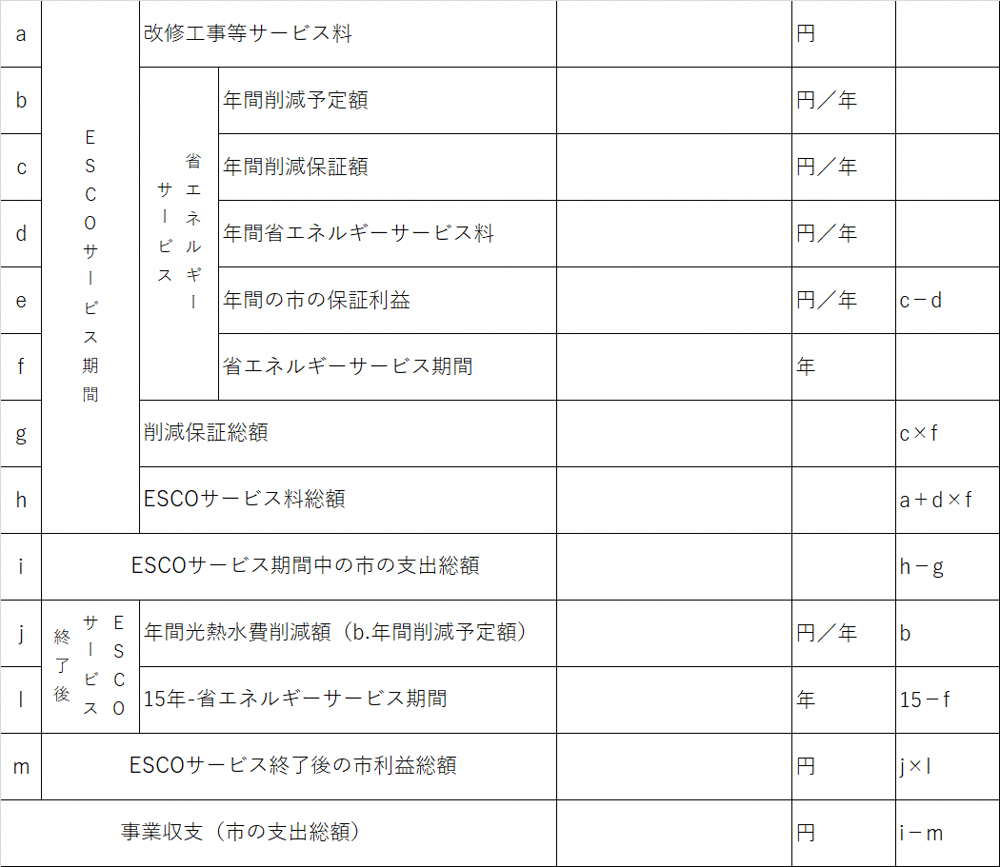 a 改修工事等サービス料 円
b 年間削減予定額 円／年
ESCOサービス期間
省エネルギー
サービス
c 年間削減保証額 円／年
d 年間省エネルギーサービス料 円／年
e 年間の市の保証利益 円／年 c－d
f 省エネルギーサービス期間 年
g 削減保証総額 c×f
h ESCOサービス料総額 a＋d×f
i ESCOサービス期間中の市の支出総額 h－g
ESCO
サービス
終了後
j 年間光熱水費削減額（b.年間削減予定額） 円／年 b
l 15年-省エネルギーサービス期間 年 15－f
m ESCOサービス終了後の市利益総額 円 j×l
事業収支（市の支出総額） 円 i－m